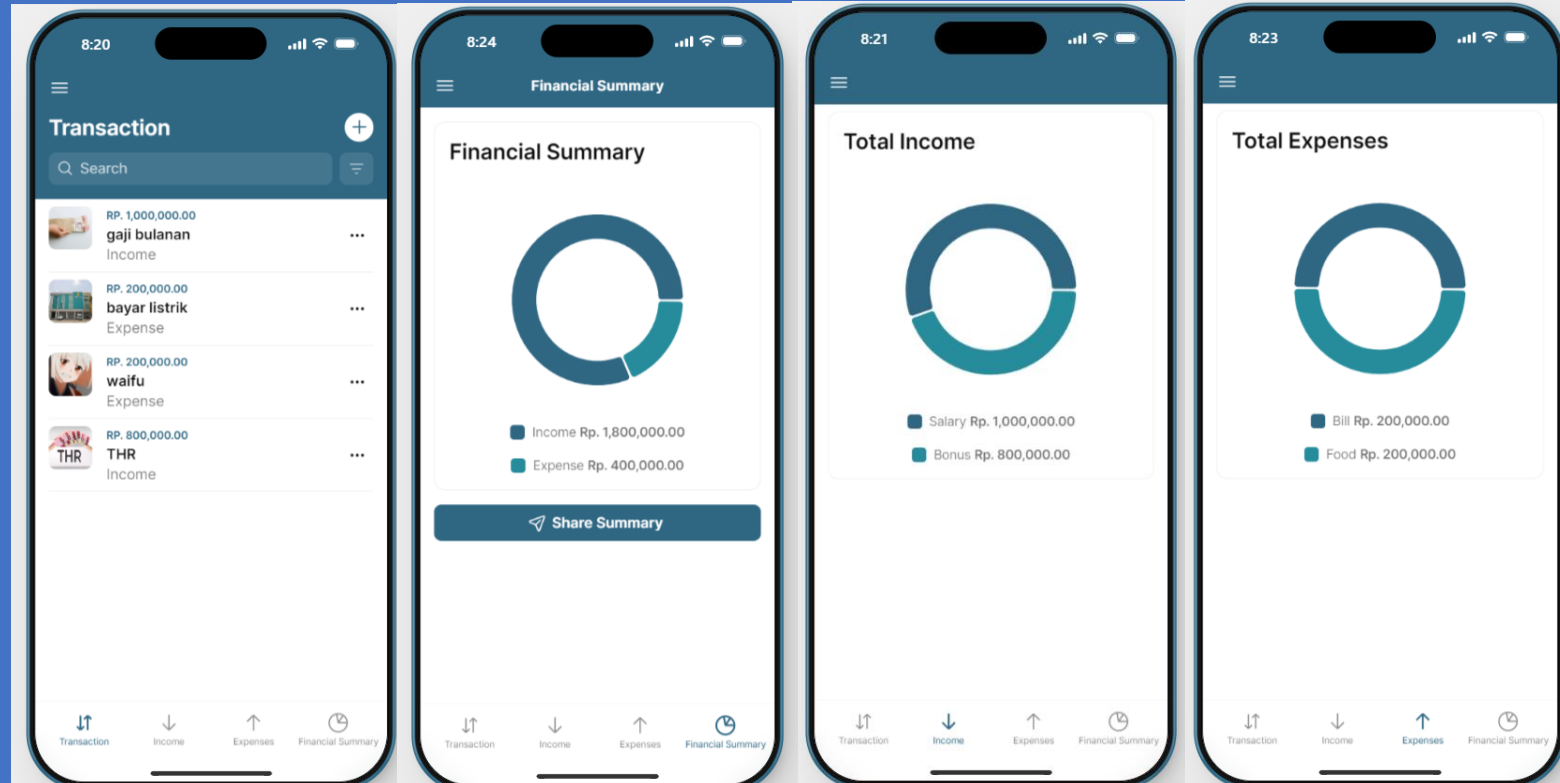 8:20
Transaction
Search
RP. 1,000,000.00
gaji bulanan
Income
RP. 200,000.00
bayar listrik
Expense
RP. 200,000.00
waifu
Expense
THR
RP. 800,000.00
THR
Income
Transaction
Income
Expenses
Financial Summary
8:24
Financial Summary
Financial Summary
Income Rp. 1,800,000.00
Expense Rp. 400,000.00
Share Summary
Transaction
Income
Expenses
Financial Summary
8:21
Total Income
Salary Rp. 1,000,000.00
Bonus Rp. 800,000.00
Transaction
Income
Expenses
Financial Summary
8:23
Total Expenses
Bill Rp. 200,000.00
Food Rp. 200,000.00
Transaction
Income
Expenses
Financial Summary